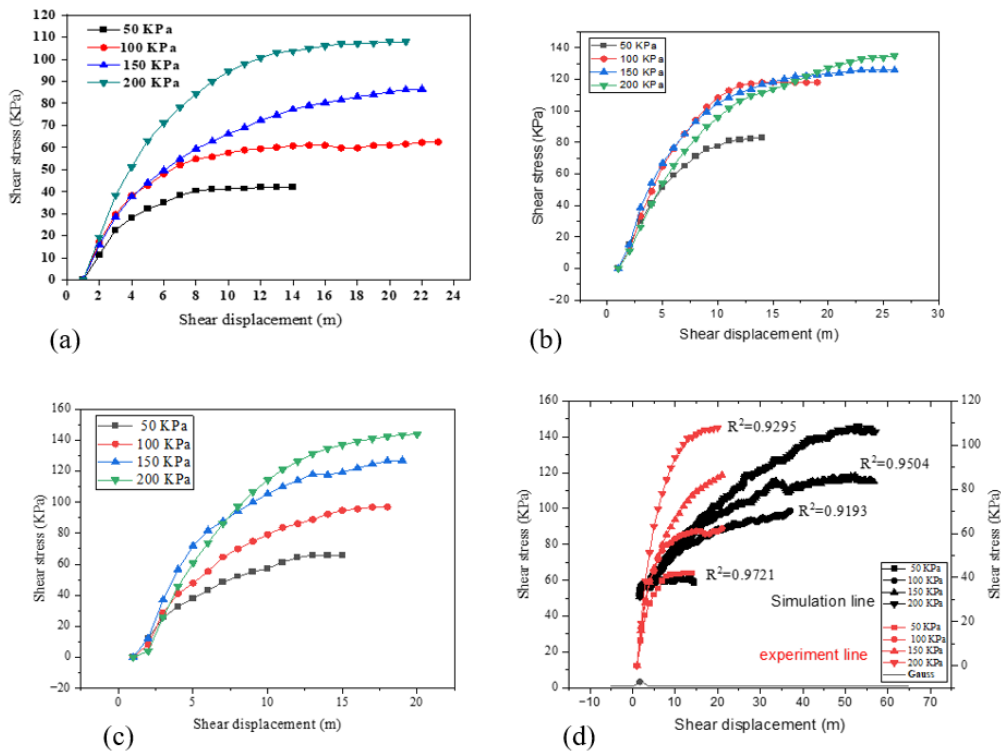 120
110
100
90
80
70
60
50
40
30
20
10
0
Shear stress (KPa)
50 KPa
100 KPa
150 KPa
200 KPa
0 2 4 6 8 10 12 14 16 18 20 22 24
Shear displacement (m)
(a)
140
120
100
80
60
40
20
0
−20
Shear stress (KPa)
50 KPa
100 KPa
150 KPa
200 KPa
0 5 10 15 20 25 30
Shear displacement (m)
(b)
160
140
120
100
80
60
40
20
0
−20
Shear stress (KPa)
50 KPa
100 KPa
150 KPa
200 KPa
0 5 10 15 20
Shear displacement (m)
(c)
160
140
120
100
80
60
40
20
0
Shear stress (KPa)
R²=0.9295
R²=0.9504
R²=0.9193
R²=0.9721
Simulation line
experiment line
50 KPa
100 KPa
150 KPa
200 KPa
50 KPa
100 KPa
150 KPa
200 KPa
Gauss
120
100
80
60
40
20
0
Shear stress (KPa)
−10 0 10 20 30 40 50 60 70
Shear displacement (m)
(d)